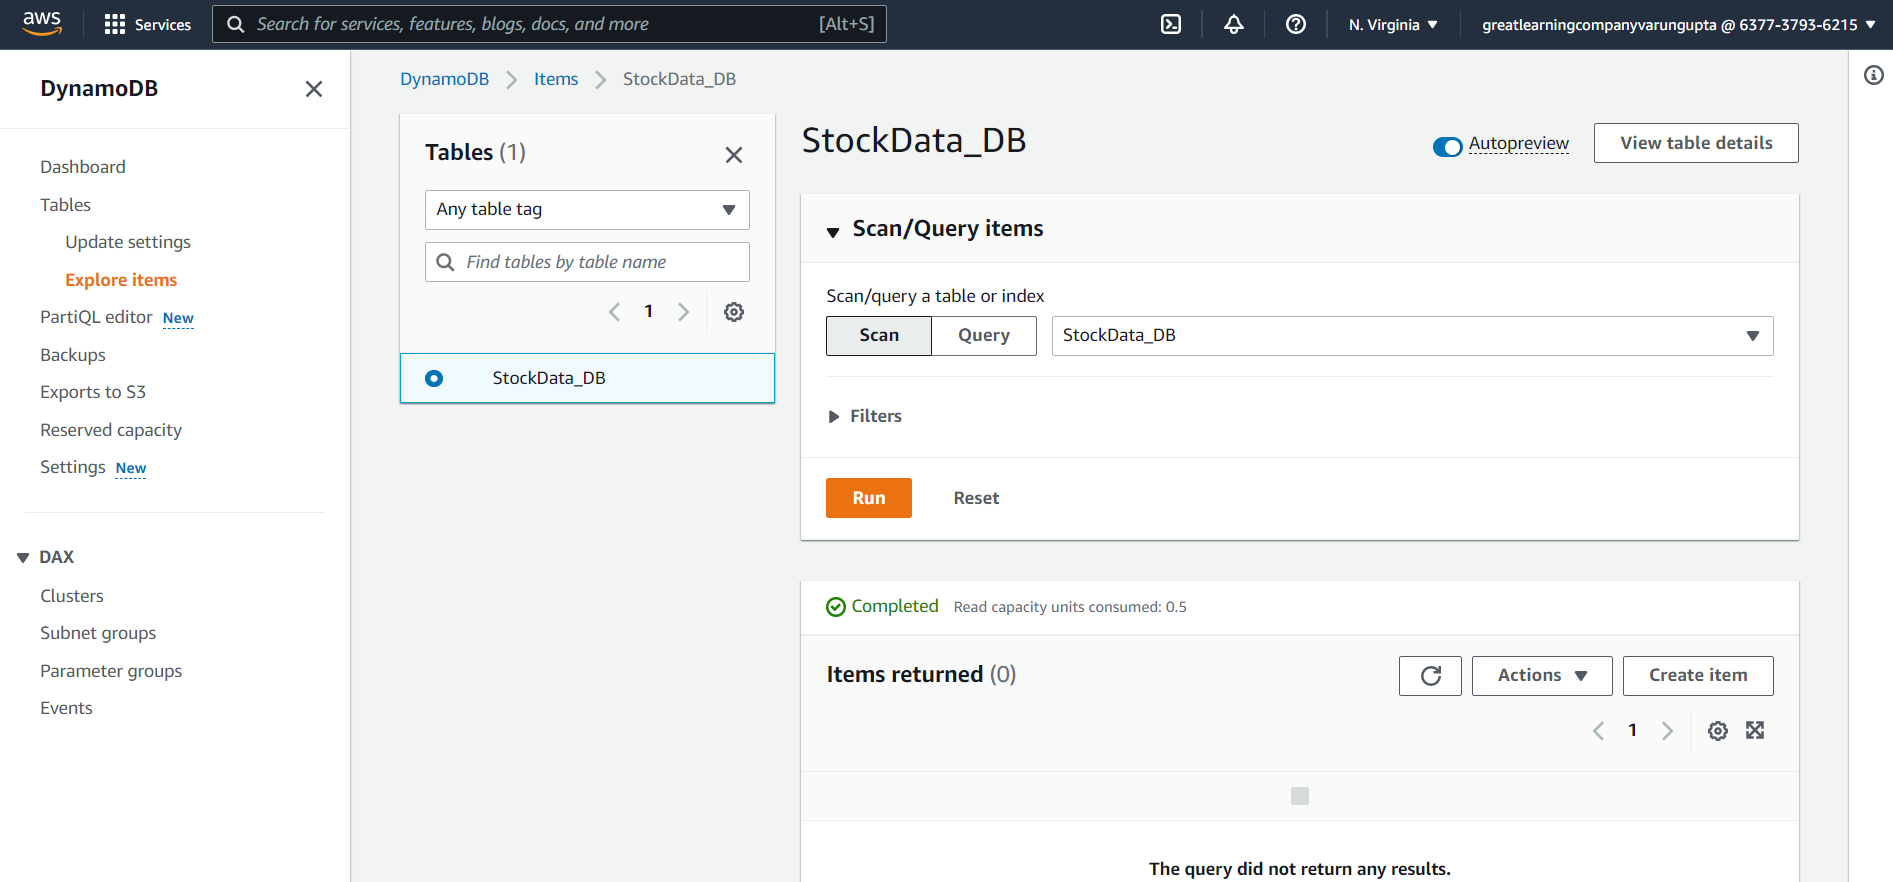 aws
Services
Search for services, features, blogs, docs, and more
[Alt+S]
N. Virginia
greatlearningcompanyvarungupta @ 6377-3793-6215
DynamoDB
Dashboard
Tables
Update settings
Explore items
PartiQL editor New
Backups
Exports to S3
Reserved capacity
Settings New
DAX
Clusters
Subnet groups
Parameter groups
Events
DynamoDB
Items
StockData_DB
Tables (1)
Any table tag
Find tables by table name
1
StockData_DB
StockData_DB
Autopreview
View table details
Scan/Query items
Scan/query a table or index
Scan
Query
StockData_DB
Filters
Run
Reset
Completed
Read capacity units consumed: 0.5
Items returned (0)
Actions
Create item
1
The query did not return any results.